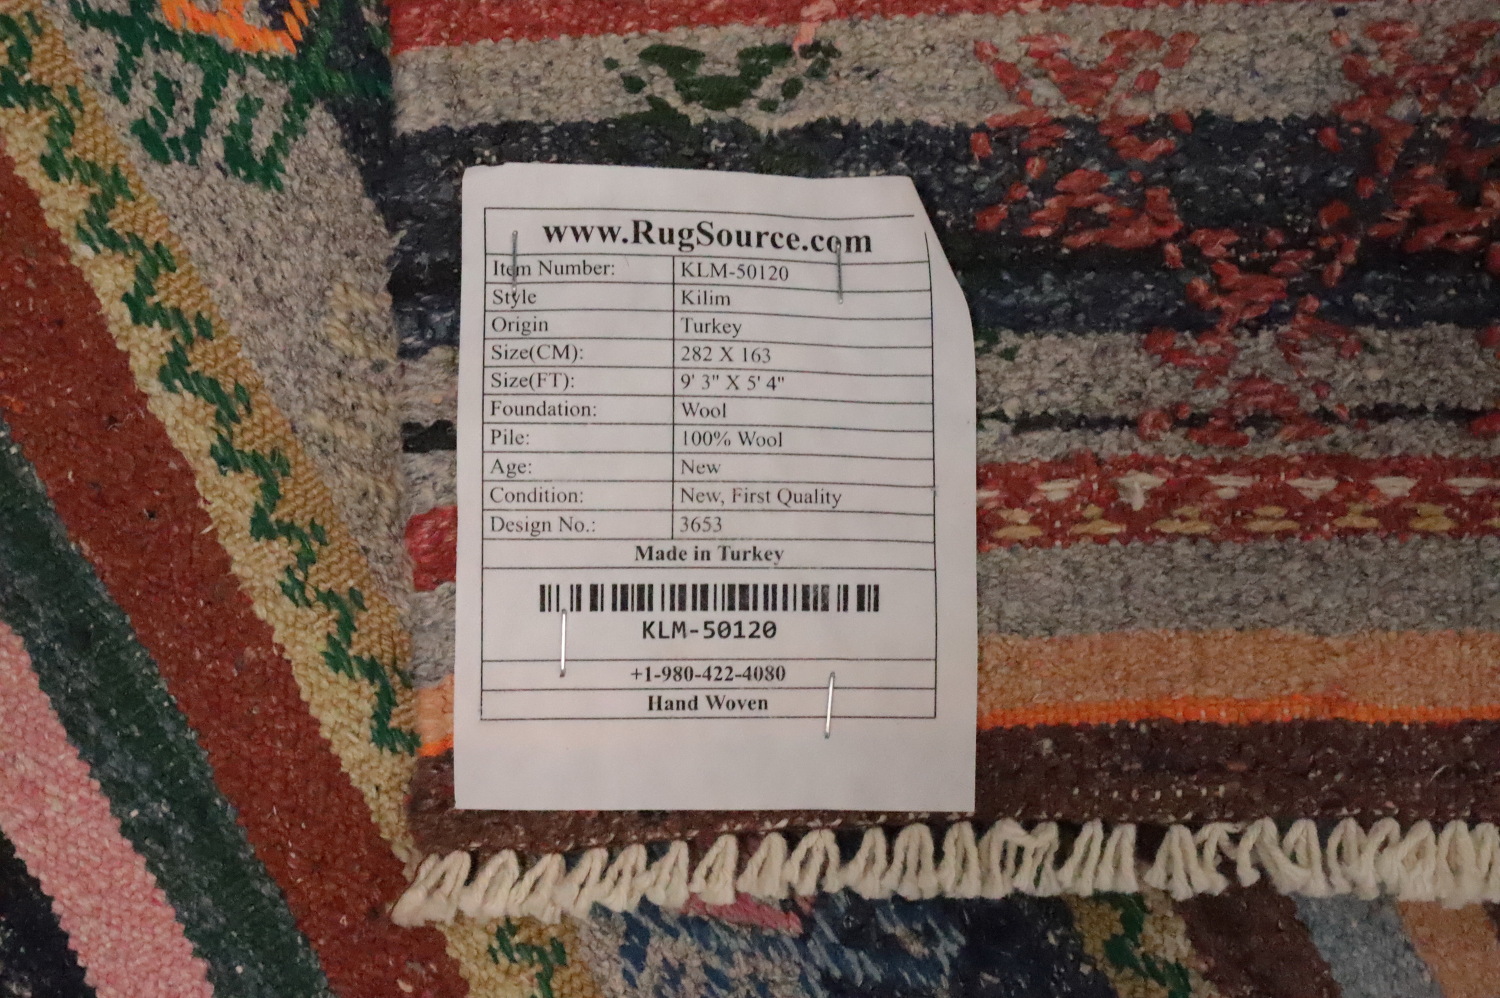 www.RugSource.com
Item Number: KLM-50120
Style Kilim
Origin Turkey
Size(CM): 282 X 163
Size(FT): 9' 3" X 5' 4"
Foundation: Wool
Pile: 100% Wool
Age: New
Condition: New, First Quality
Design No.: 3653
Made in Turkey
KLM-50120
+1-980-422-4080
Hand Woven